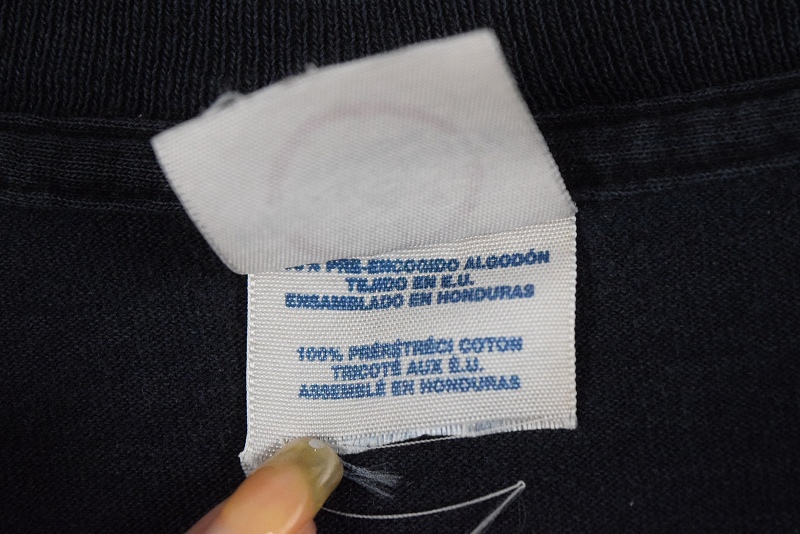 % PRE-ENCOGIDO ALGODÓN
TEJIDO EN E.U.
ENSAMBLADO EN HONDURAS
100% PRÉRÉTRÉCI COTON
TRICOTÉ AUX É.U.
ASSEMBLÉ EN HONDURAS